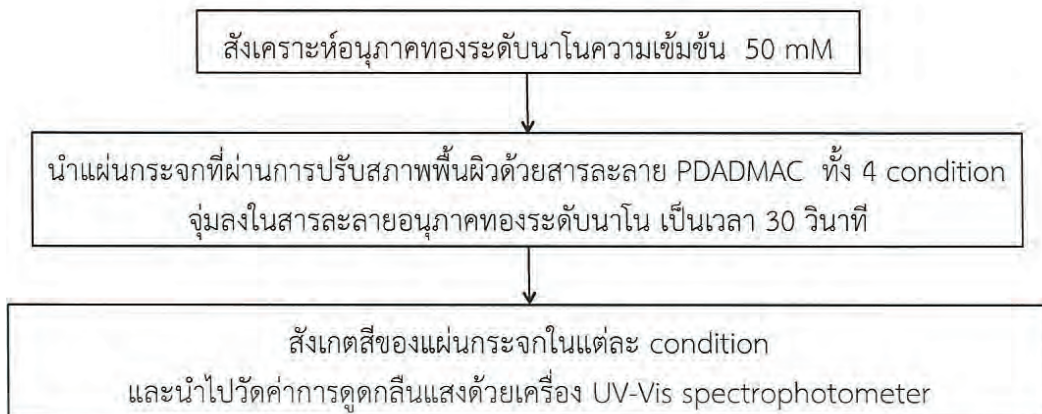 สังเคราะห์อนุภาคทองระดับนาโนความเข้มข้น 50 mM
นำแผ่นกระจกที่ผ่านการปรับสภาพพื้นผิวด้วยสารละลาย PDADMAC ทั้ง 4 condition
จุ่มลงในสารละลายอนุภาคทองระดับนาโน เป็นเวลา 30 วินาที
สังเกตสีของแผ่นกระจกในแต่ละ condition
และนำไปวัดค่าการดูดกลืนแสงด้วยเครื่อง UV-Vis spectrophotometer